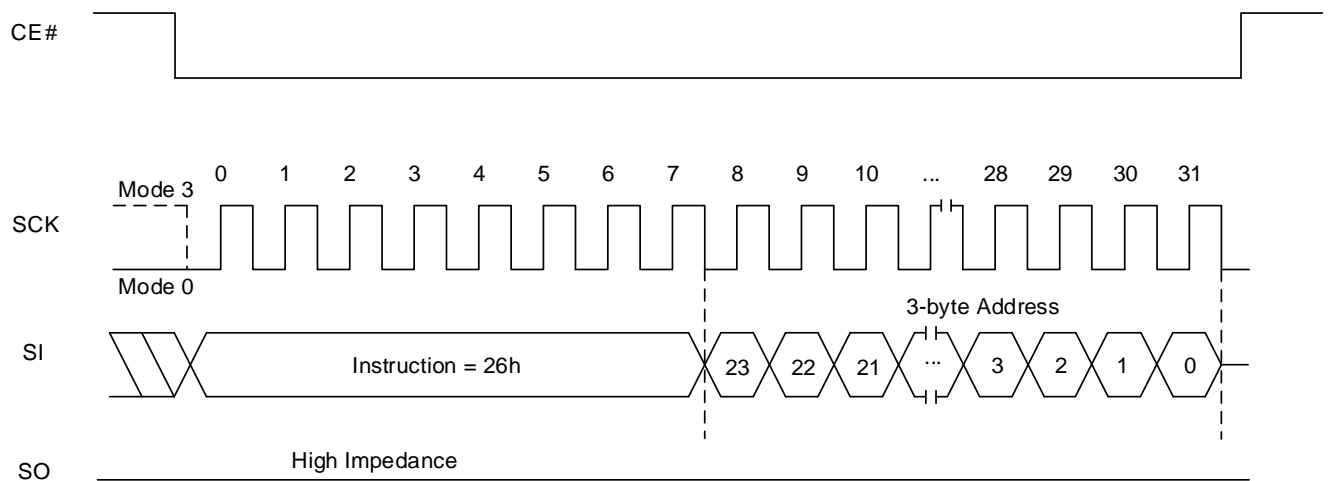 CE#
0 1 2 3 4 5 6 7 8 9 10 ... 28 29 30 31
Mode 3
SCK
Mode 0
3-byte Address
SI
Instruction = 26h 23 22 21 ... 3 2 1 0
High Impedance
SO